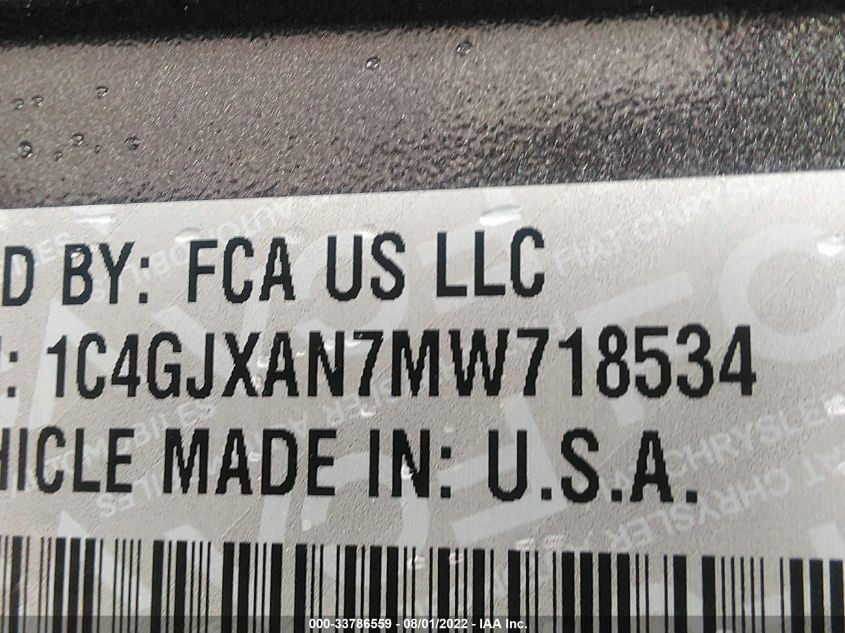 D BY: FCA US LLC
: 1C4GJXAN7MW718534
HICLE MADE IN: U.S.A.
000-33786559 - 08/01/2022 - IAA Inc.